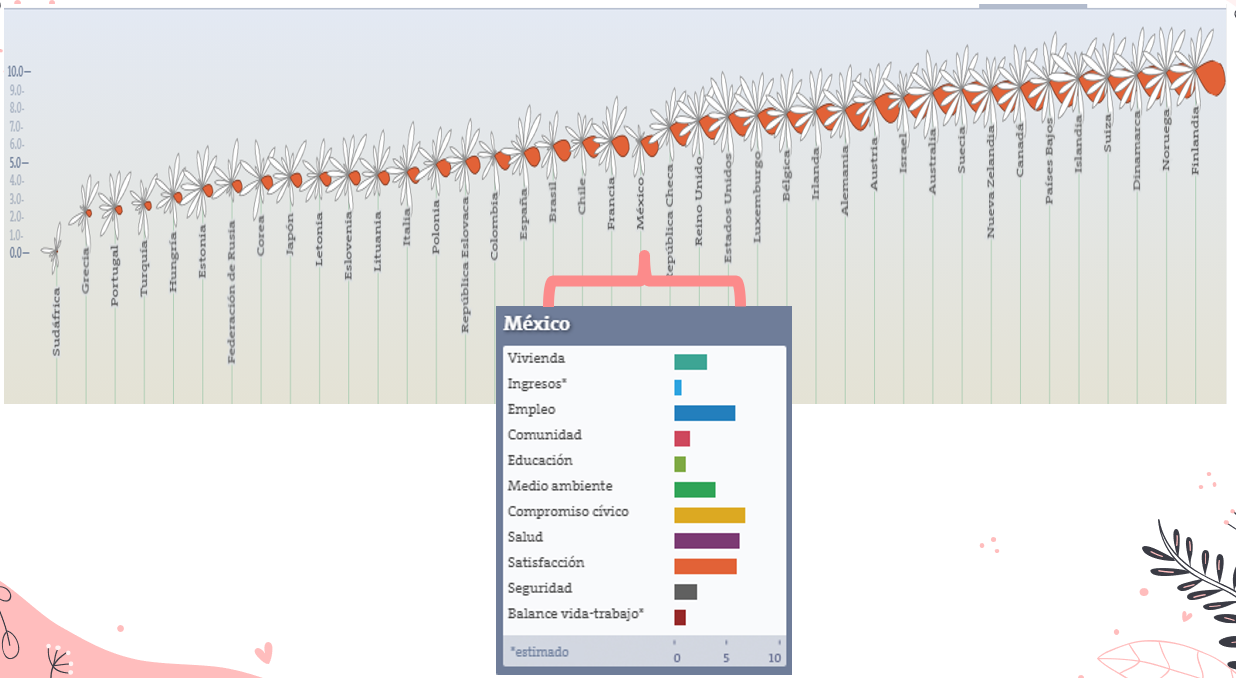 10.0
9.0
8.0
7.0
6.0
5.0
4.0
3.0
2.0
1.0
0.0
Sudáfrica
Grecia
Portugal
Turquía
Hungría
Estonia
Federación de Rusia
Corea
Japón
Letonia
Eslovenia
Lituania
Italia
Polonia
República Eslovaca
Colombia
España
Brasil
Chile
Francia
México
epública Checa
Reino Unido
Estados Unidos
Luxemburgo
Bélgica
Irlanda
Alemania
Austria
Israel
Australia
Suecia
Nueva Zelandia
Canadá
Países Bajos
Islandia
Suiza
Dinamarca
Noruega
Finlandia
México
Vivienda
Ingresos*
Empleo
Comunidad
Educación
Medio ambiente
Compromiso cívico
Salud
Satisfacción
Seguridad
Balance vida-trabajo*
*estimado
0 5 10